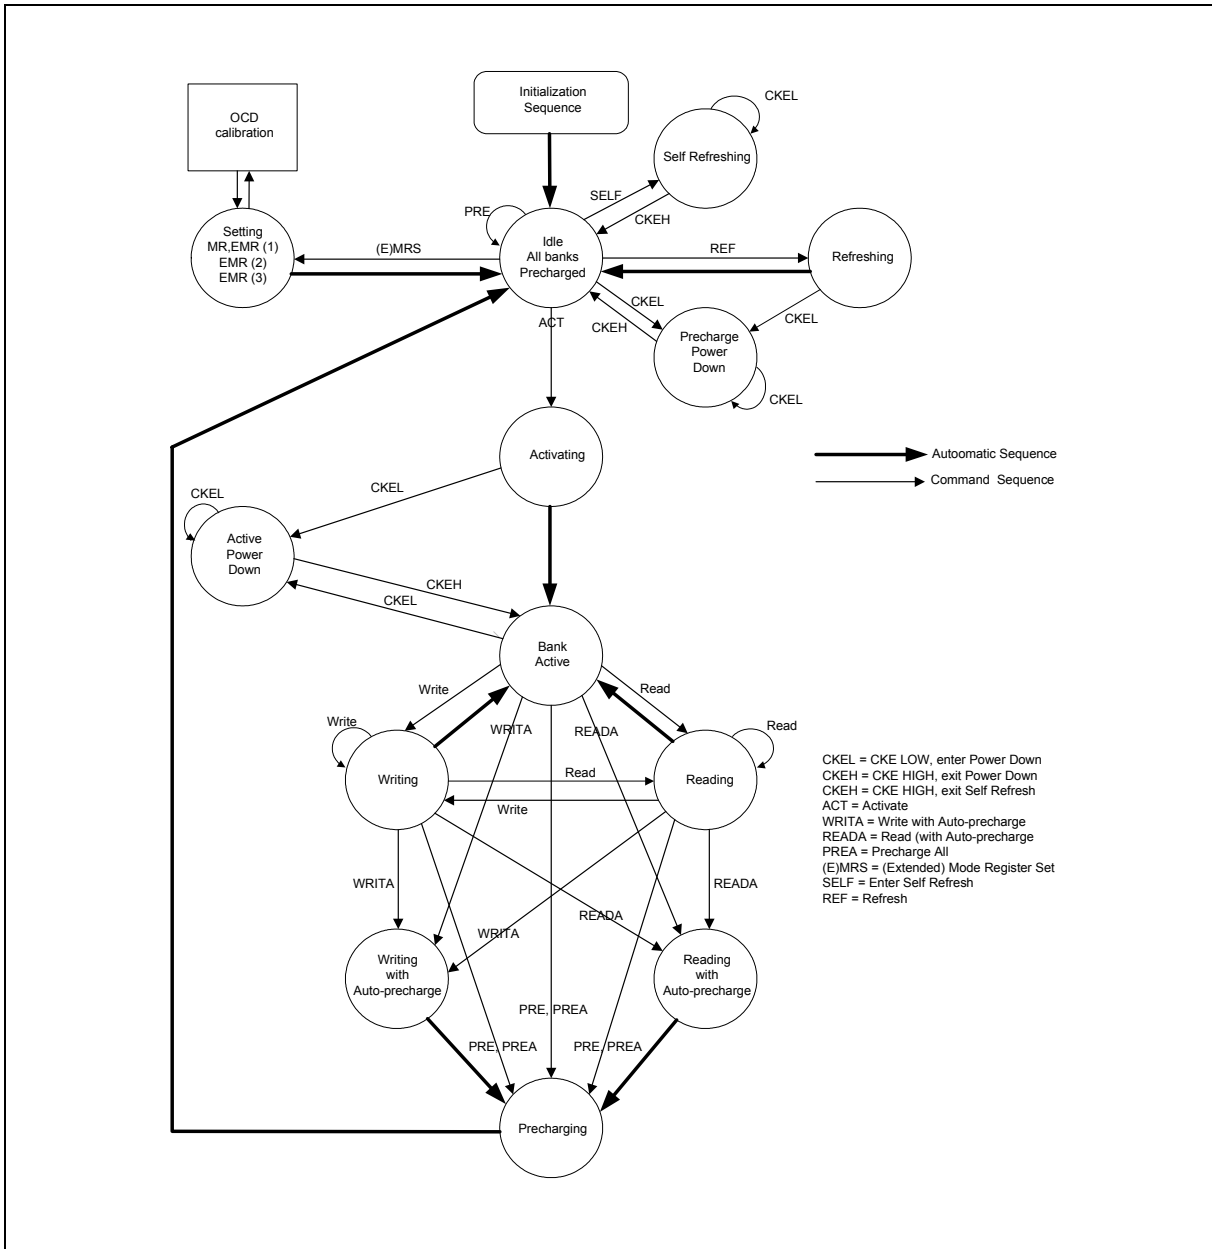 Initialization
Sequence
OCD
calibration
CKEL
Self Refreshing
SELF
CKEH
PRE
Idle
All banks
Precharged
Setting
MR,EMR (1)
EMR (2)
EMR (3)
(E)MRS
REF
Refreshing
CKEL
CKEH
CKEL
ACT
Precharge
Power
Down
CKEL
Activating
Autoomatic Sequence
Command Sequence
CKEL
CKEL
Active
Power
Down
CKEH
CKEL
Bank
Active
Write
Read
Write
WRITA
READA
Read
Writing
Read
Reading
Write
CKEL = CKE LOW, enter Power Down
CKEH = CKE HIGH, exit Power Down
CKEH = CKE HIGH, exit Self Refresh
ACT = Activate
WRITA = Write with Auto-precharge
READA = Read (with Auto-precharge
PREA = Precharge All
(E)MRS = (Extended) Mode Register Set
SELF = Enter Self Refresh
REF = Refresh
WRITA
READA
READA
WRITA
Writing
with
Auto-precharge
Reading
with
Auto-precharge
PRE, PREA
PRE, PREA
PRE, PREA
Precharging